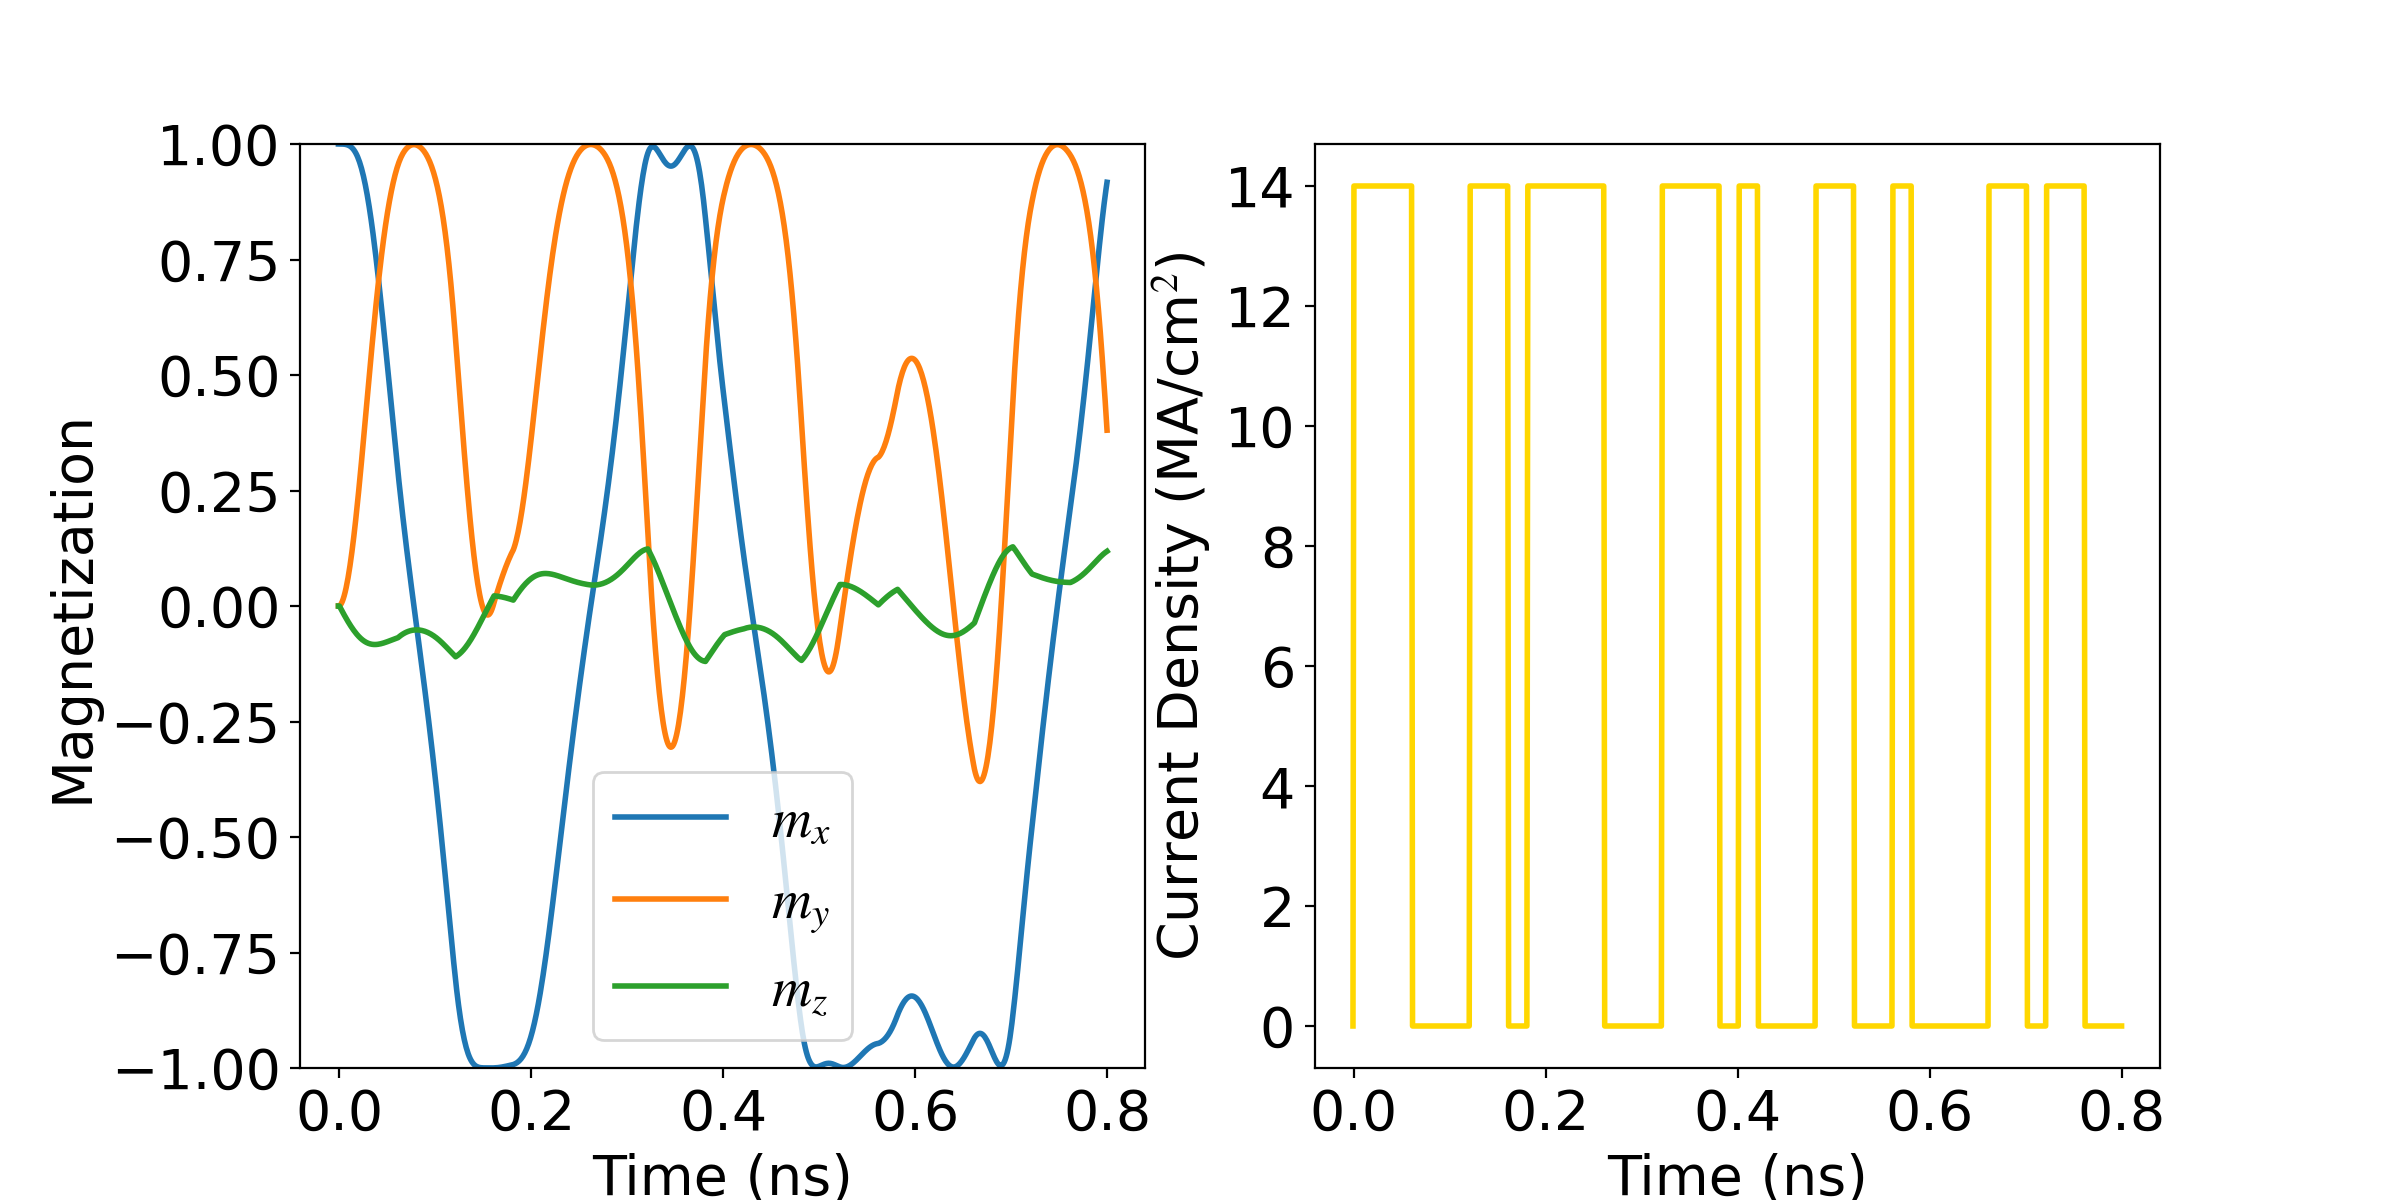 Magnetization
1.00
0.75
0.50
0.25
0.00
−0.25
−0.50
−0.75
−1.00
0.0 0.2 0.4 0.6 0.8
Time (ns)
m_x
m_y
m_z
Current Density (MA/cm²)
14
12
10
8
6
4
2
0
0.0 0.2 0.4 0.6 0.8
Time (ns)